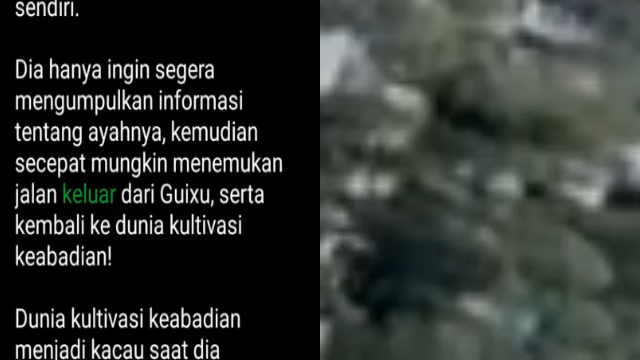 sendiri.
Dia hanya ingin segera
mengumpulkan informasi
tentang ayahnya, kemudian
secepat mungkin menemukan
jalan keluar dari Guixu, serta
kembali ke dunia kultivasi
keabadian!
Dunia kultivasi keabadian
menjadi kacau saat dia